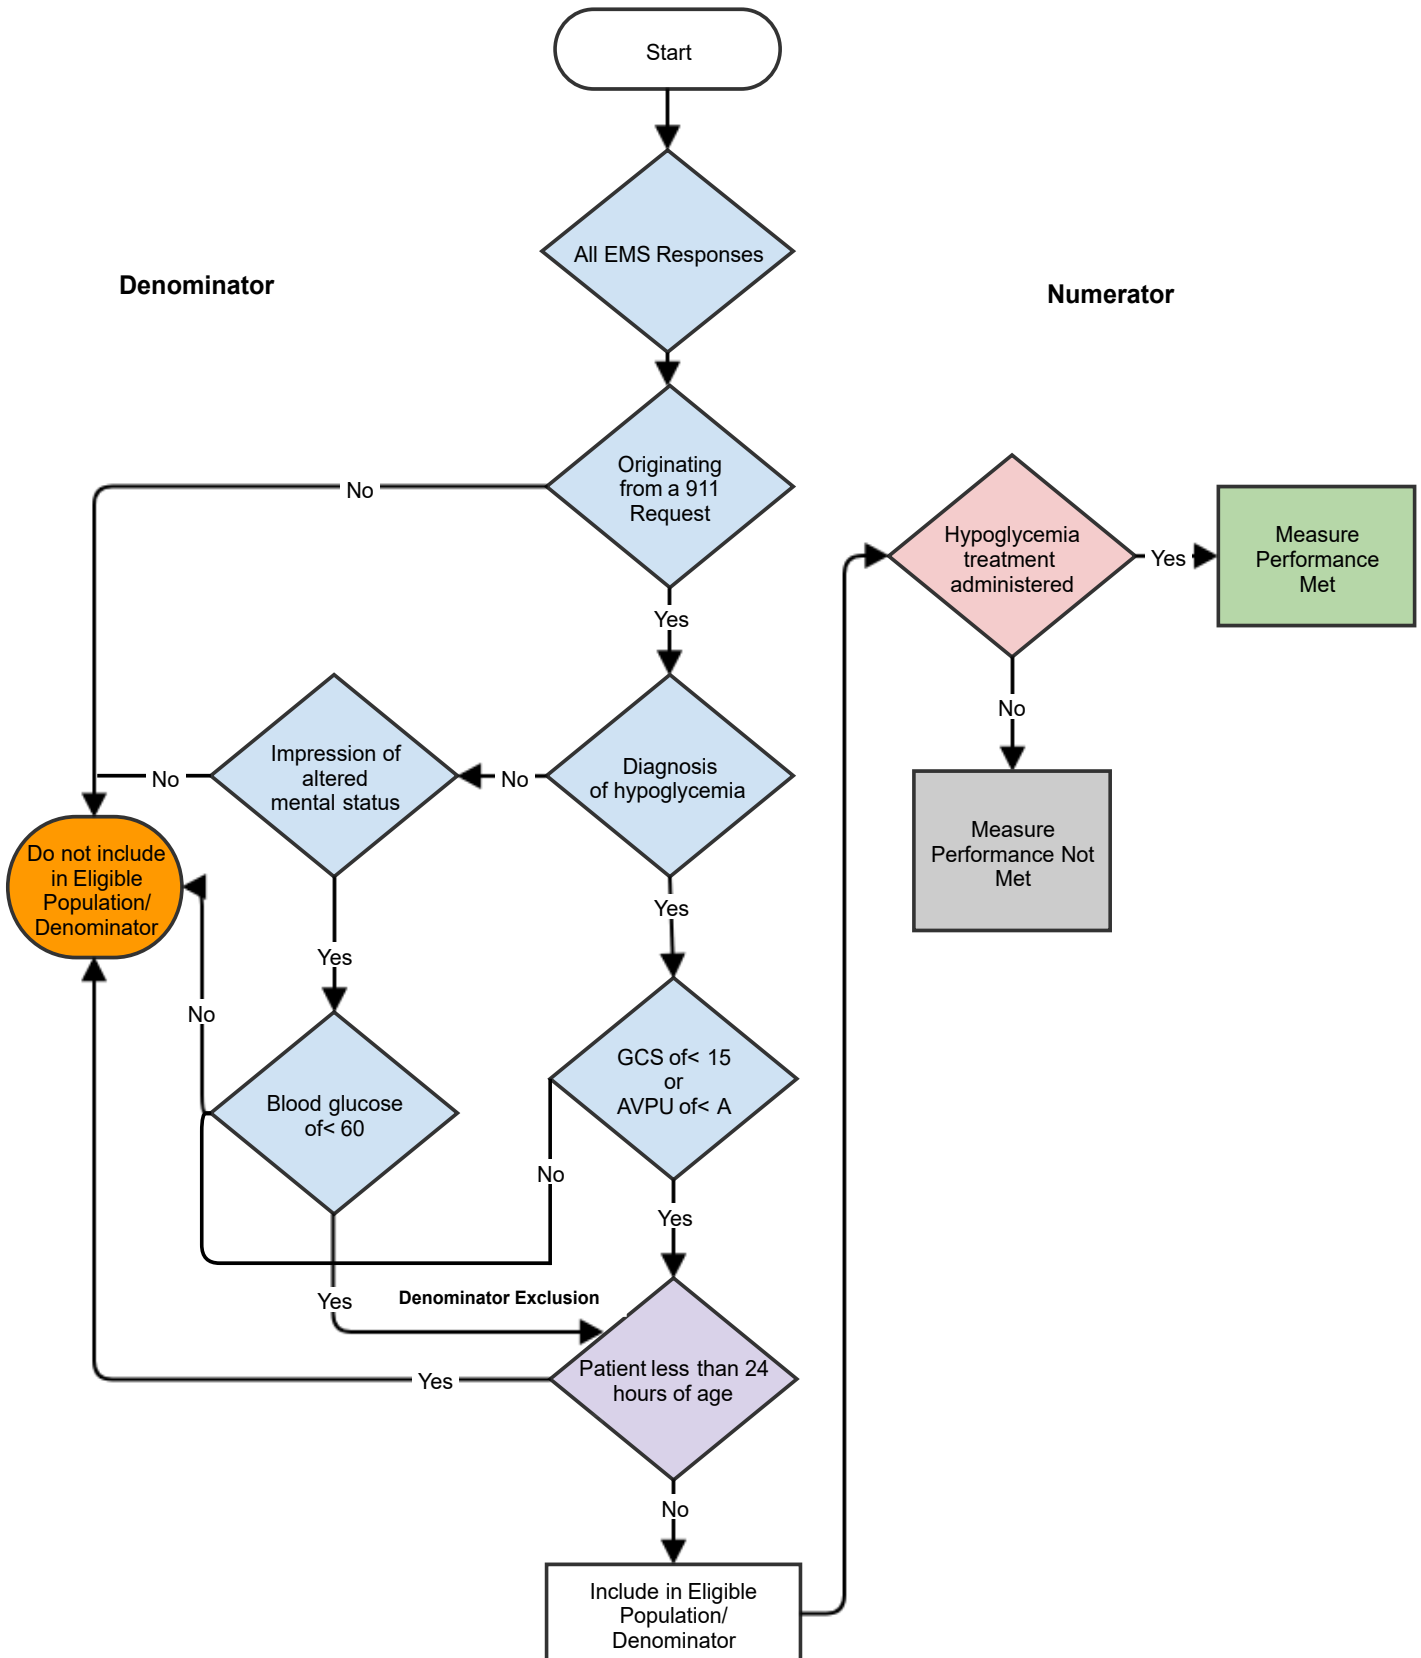 Start
All EMS Responses
Denominator
Numerator
Originating
from a 911
Request
No
Hypoglycemia
treatment
administered
Yes
Measure
Performance
Met
Yes
No
Impression of
altered
mental status
No
No
Diagnosis
of hypoglycemia
Measure
Performance Not
Met
Do not include
in Eligible
Population/
Denominator
Yes
Yes
No
GCS of< 15
or
AVPU of< A
Blood glucose
of< 60
No
Yes
Yes
Denominator Exclusion
Patient less than 24
hours of age
Yes
No
Include in Eligible
Population/
Denominator